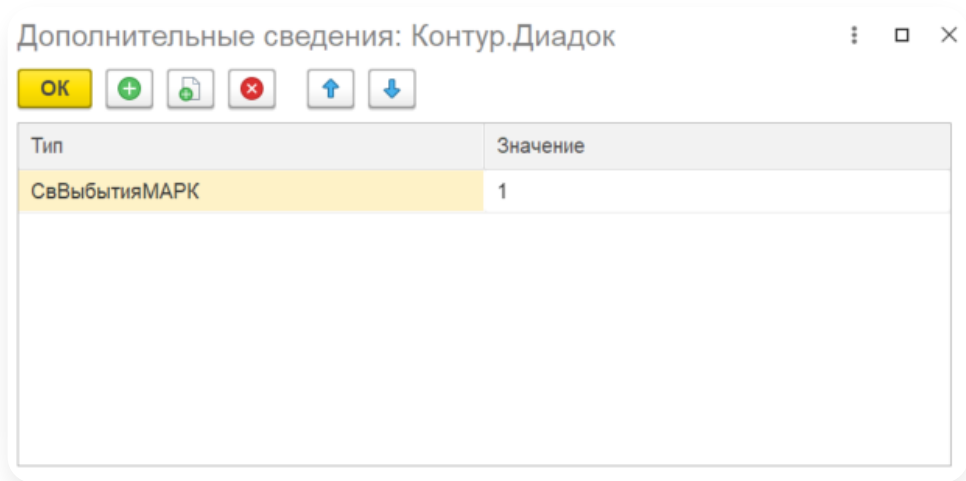 Дополнительные сведения: Контур.Диадок
ОК
Тип Значение
СвВыбытияМАРК 1